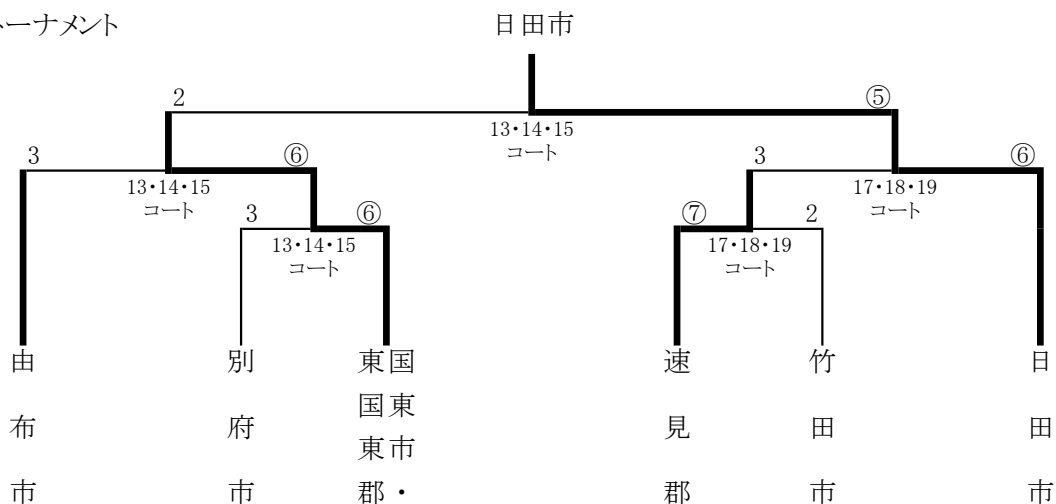 ーナメント
日田市
2
⑤
13・14・15
コート
3
⑥
3
⑥
13・14・15
コート
17・18・19
コート
3
⑥
⑦
2
13・14・15
コート
17・18・19
コート
由布市
別府市
国東市・
東国東郡
速見郡
竹田市
日田市